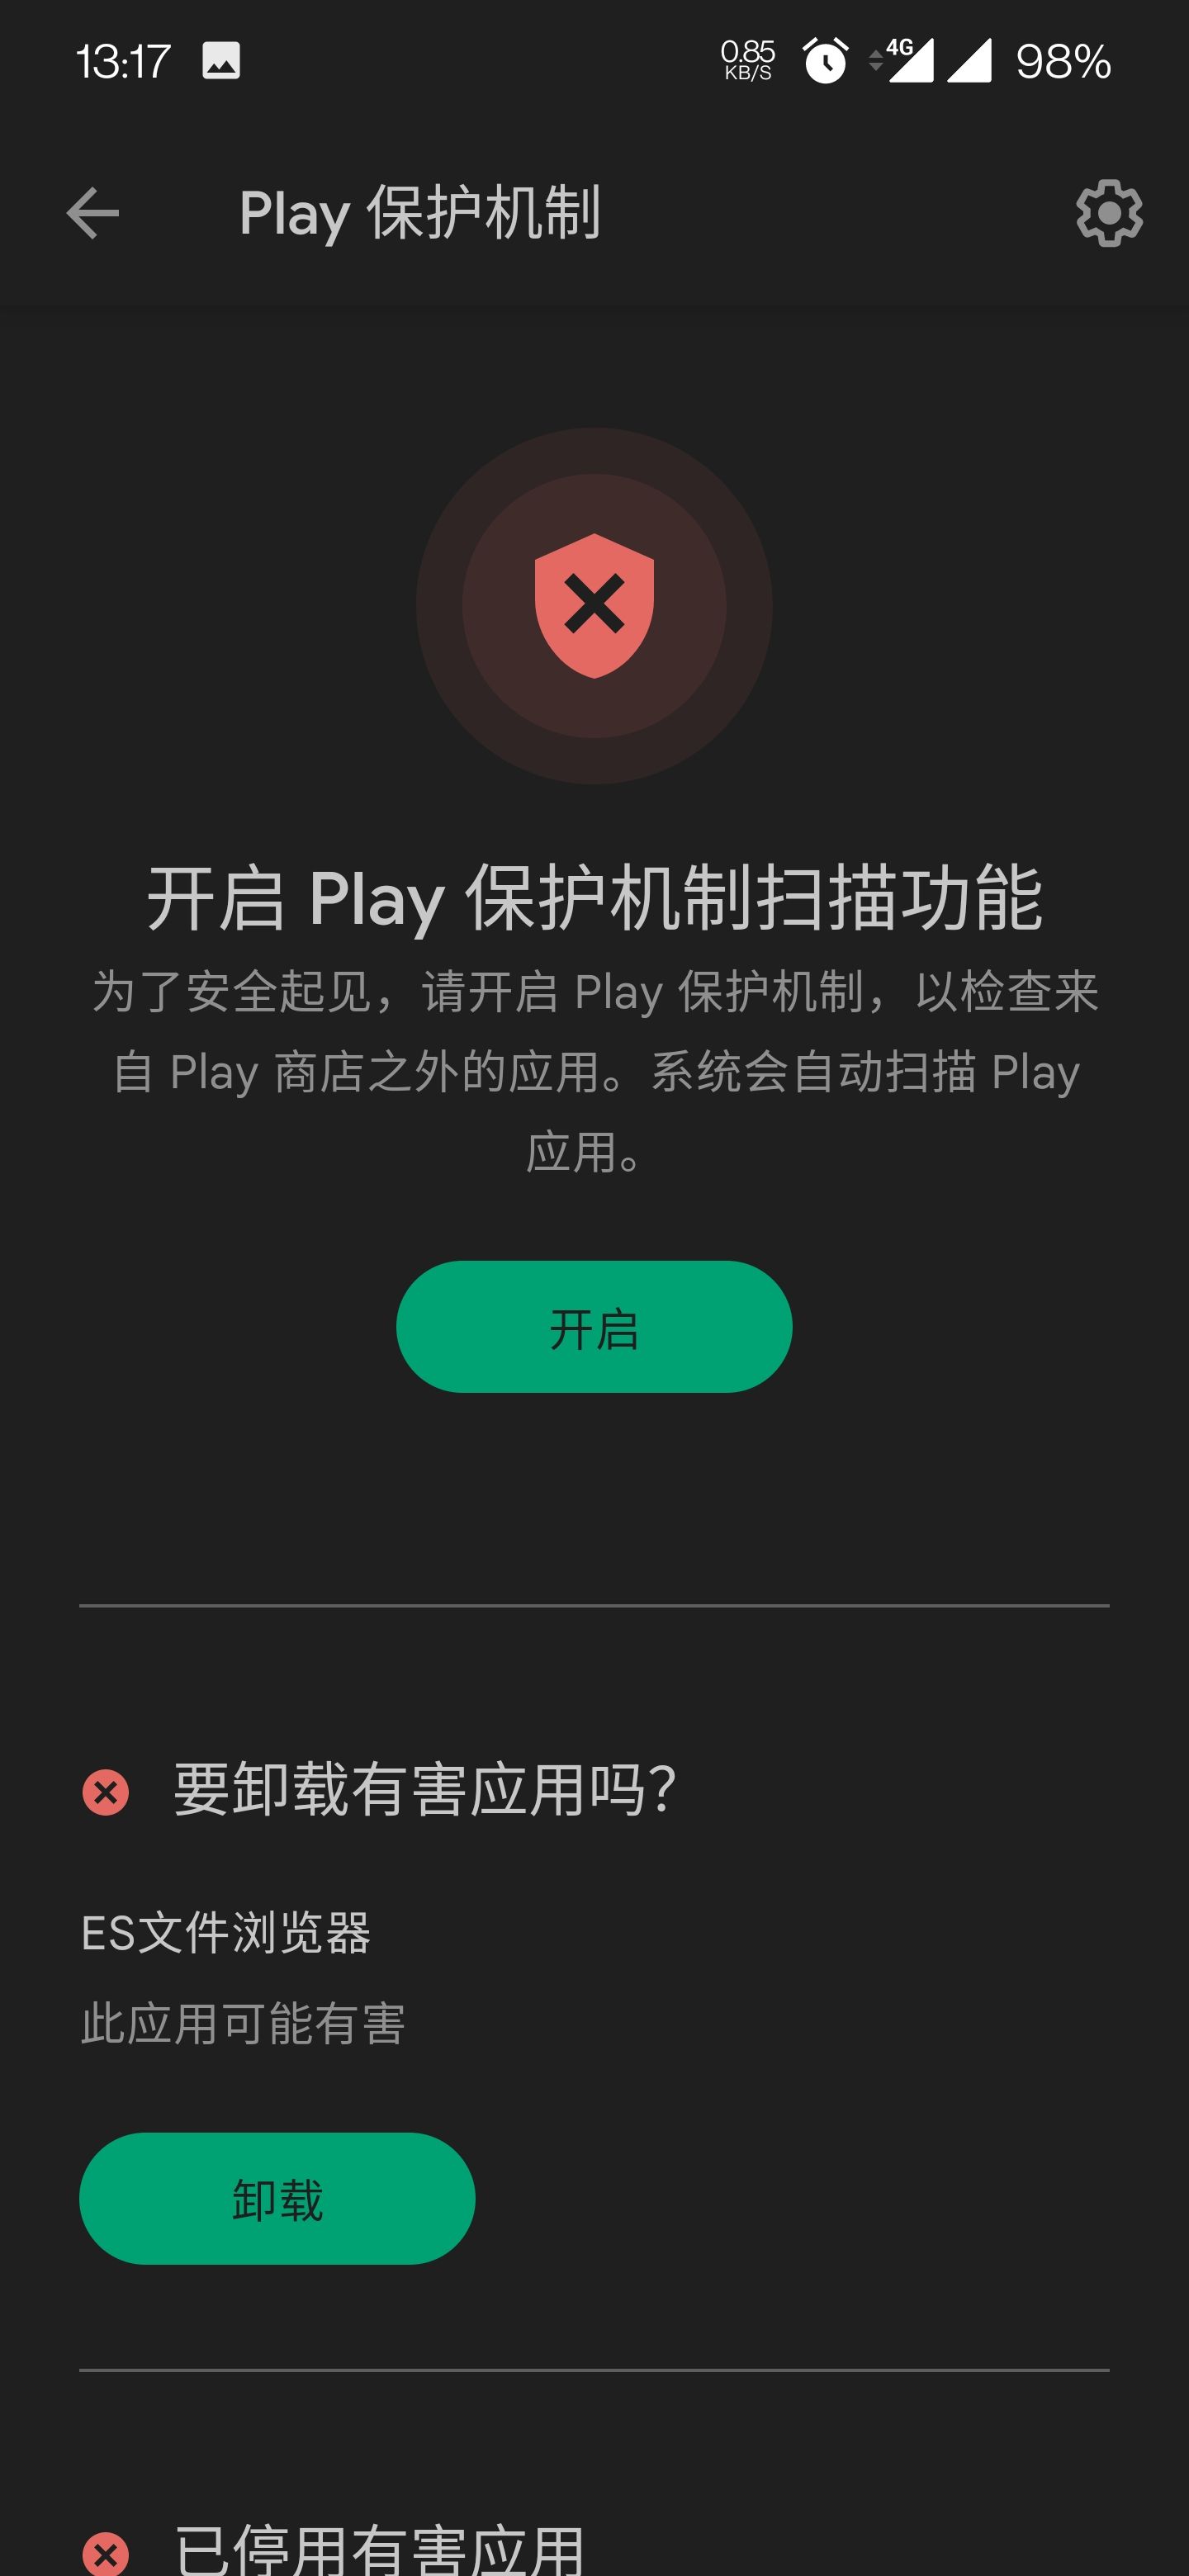 13:17
0.85
KB/S
4G
98%
Play 保护机制
开启 Play 保护机制扫描功能
为了安全起见，请开启 Play 保护机制，以检查来
自 Play 商店之外的应用。系统会自动扫描 Play
应用。
开启
要卸载有害应用吗？
ES文件浏览器
此应用可能有害
卸载
已停用有害应用